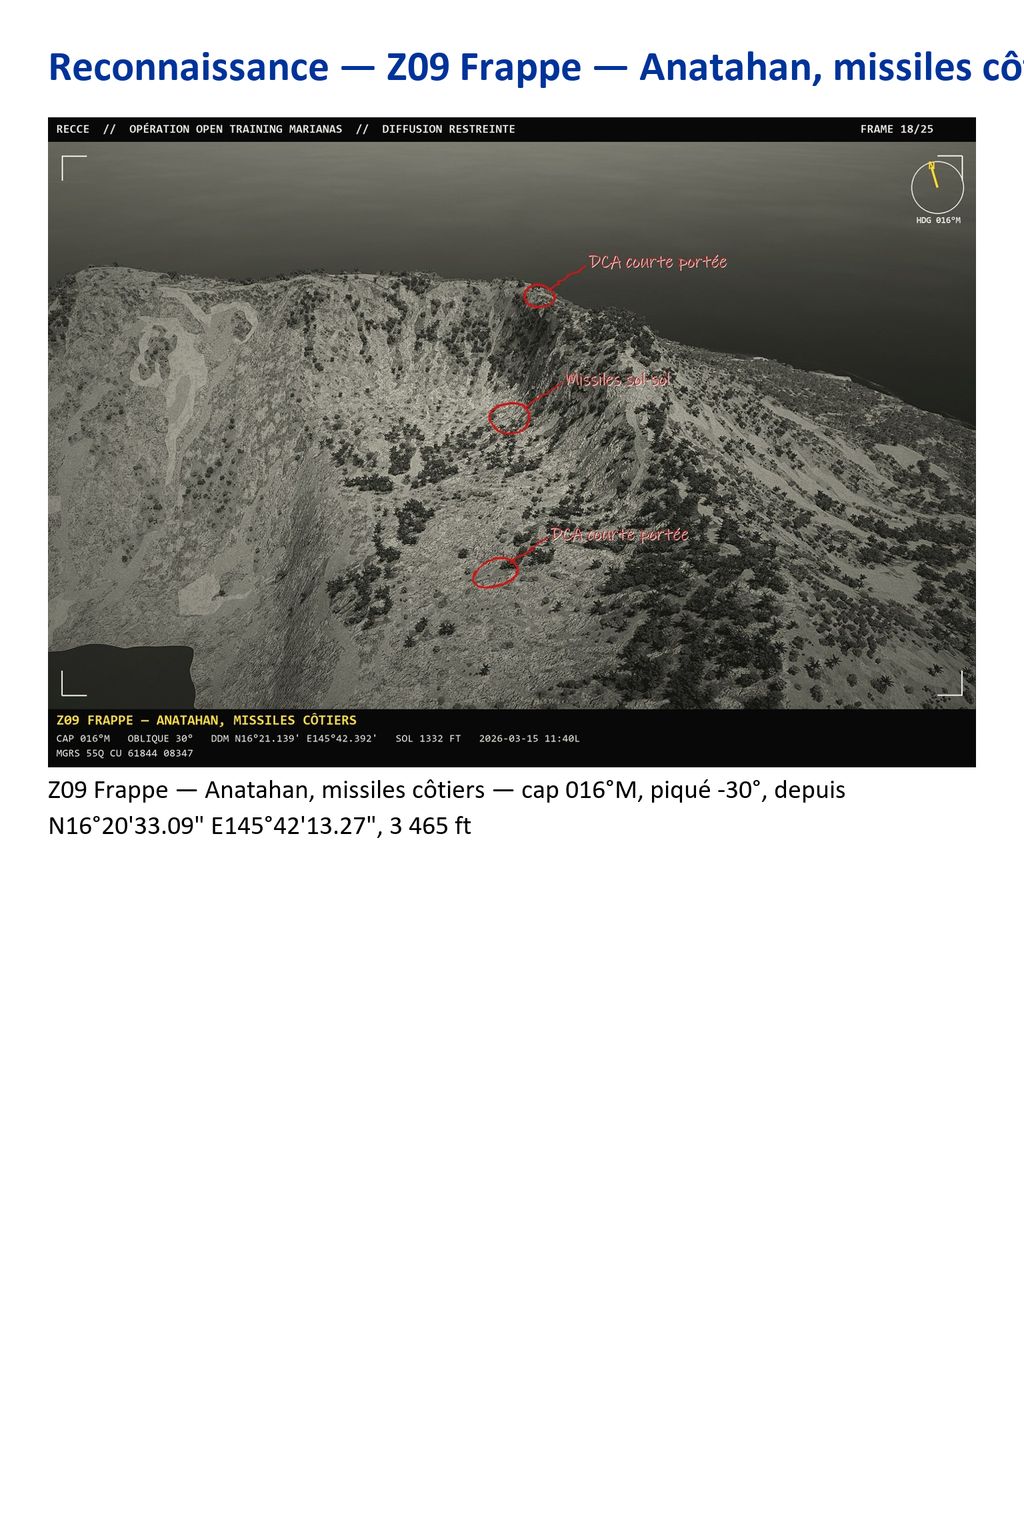 Reconnaissance — Z09 Frappe — Anatahan, missiles
RECCE // OPÉRATION OPEN TRAINING MARIANAS // DIFFUSION RESTREINTE FRAME 18/25
N
HDG 016°M
DCA courte portée
Missiles sol-sol
DCA courte portée
Z09 FRAPPE — ANATAHAN, MISSILES CÔTIERS
CAP 016°M OBLIQUE 30° DDM N16°21.139' E145°42.392' SOL 1332 FT 2026-03-15 11:40L
MGRS 55Q CU 61844 08347
Z09 Frappe — Anatahan, missiles côtiers — cap 016°M, piqué -30°, depuis
N16°20'33.09" E145°42'13.27", 3 465 ft